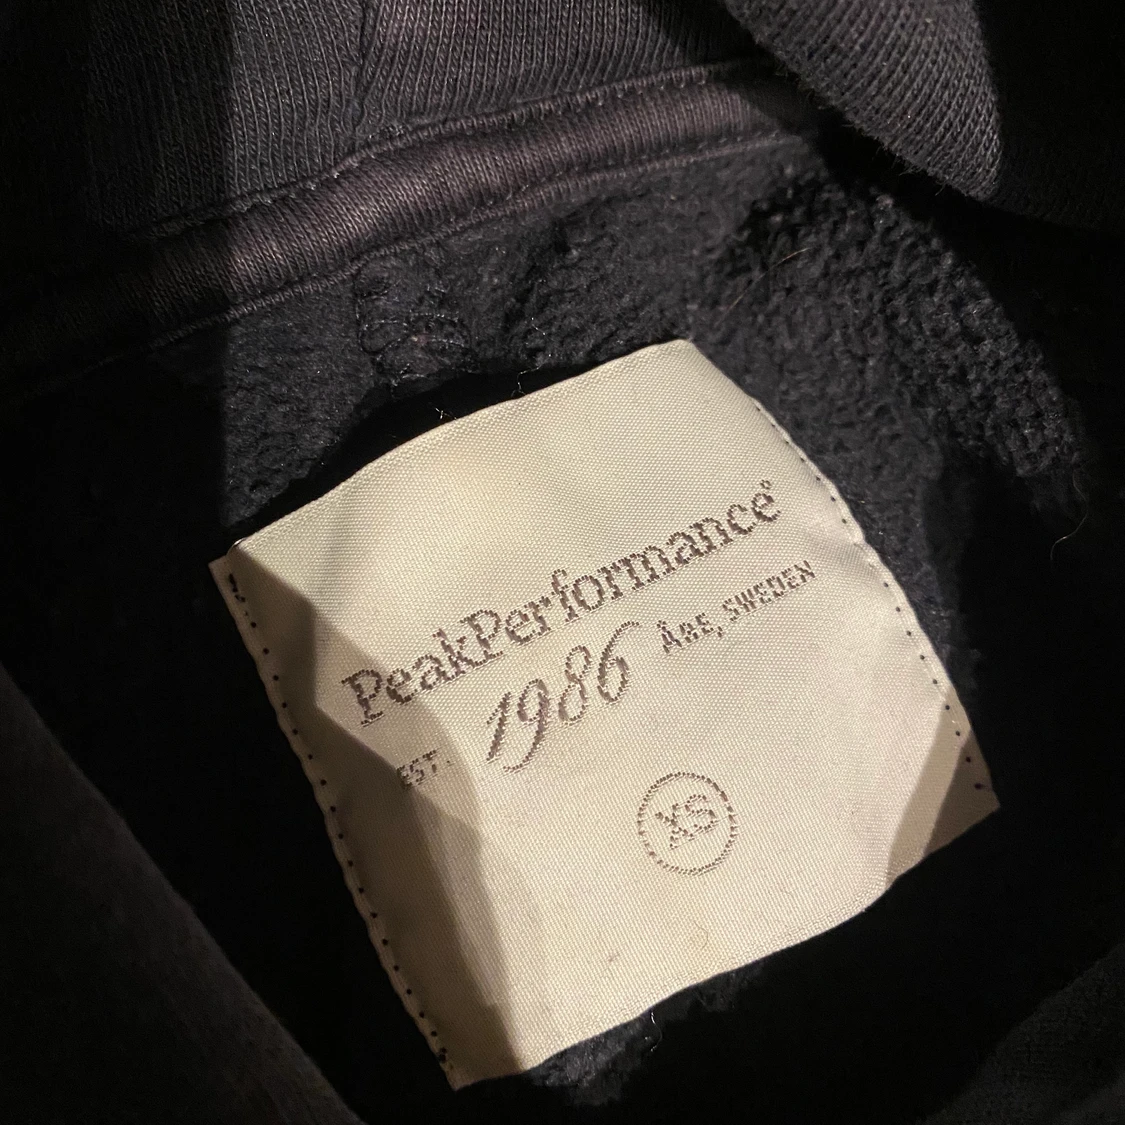 PeakPerformance®
EST. 1986 ÅRE, SWEDEN
XS